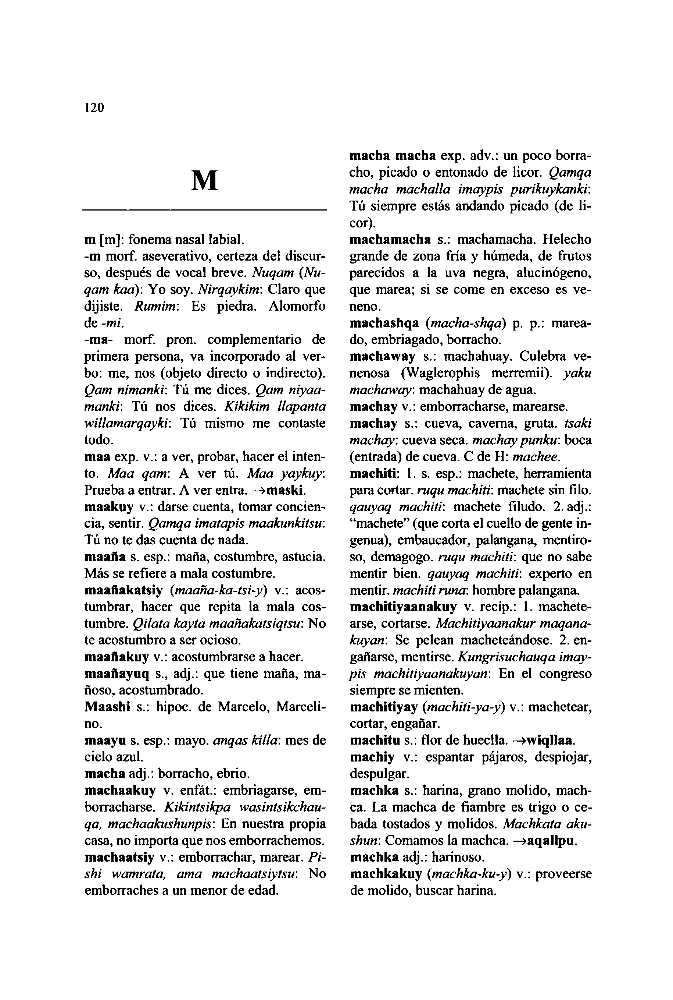 120
M
m [m]: fonema nasal labial.
-m morf. aseverativo, certeza del discur-
so, después de vocal breve. Nuqam (Nu-
qam kaa): Yo soy. Nirqaykim: Claro que
dijiste. Rumim: Es piedra. Alomorfo
de -mi.
-ma- morf. pron. complementario de
primera persona, va incorporado al ver-
bo: me, nos (objeto directo o indirecto).
Qam nimanki: Tú me dices. Qam niyaa-
manki: Tú nos dices. Kikikim llapanta
willamarqayki: Tú mismo me contaste
todo.
maa exp. v.: a ver, probar, hacer el inten-
to. Maa qam: A ver tú. Maa yaykuy:
Prueba a entrar. A ver entra. →maski.
maakuy v.: darse cuenta, tomar concien-
cia, sentir. Qamqa imatapis maakunkitsu:
Tú no te das cuenta de nada.
maaña s. esp.: maña, costumbre, astucia.
Más se refiere a mala costumbre.
maañakatsiy (maaña-ka-tsi-y) v.: acos-
tumbrar, hacer que repita la mala cos-
tumbre. Qilata kayta maañakatsiqtsu: No
te acostumbro a ser ocioso.
maañakuy v.: acostumbrarse a hacer.
maañayuq s., adj.: que tiene maña, ma-
ñoso, acostumbrado.
Maashi s.: hipoc. de Marcelo, Marceli-
no.
maayu s. esp.: mayo. anqas killa: mes de
cielo azul.
macha adj.: borracho, ebrio.
machaakuy v. enfát.: embriagarse, em-
borracharse. Kikintsikpa wasintsikchau-
qa, machaakushunpis: En nuestra propia
casa, no importa que nos emborrachemos.
machaatsiy v.: emborrachar, marear. Pi-
shi wamrata, ama machaatsiytsu: No
emborraches a un menor de edad.
macha macha exp. adv.: un poco borra-
cho, picado o entonado de licor. Qamqa
macha machalla imaypis purikuykanki:
Tú siempre estás andando picado (de li-
cor).
machamacha s.: machamacha. Helecho
grande de zona fría y húmeda, de frutos
parecidos a la uva negra, alucinógeno,
que marea; si se come en exceso es ve-
neno.
machashqa (macha-shqa) p. p.: marea-
do, embriagado, borracho.
machaway s.: machahuay. Culebra ve-
nenosa (Waglerophis merremii). yaku
machaway: machahuay de agua.
machay v.: emborracharse, marearse.
machay s.: cueva, caverna, gruta. tsaki
machay: cueva seca. machay punku: boca
(entrada) de cueva. C de H: machee.
machiti: 1. s. esp.: machete, herramienta
para cortar. ruqu machiti: machete sin filo.
qauyaq machiti: machete filudo. 2. adj.:
“machete” (que corta el cuello de gente in-
genua), embaucador, palangana, mentiro-
so, demagogo. ruqu machiti: que no sabe
mentir bien. qauyaq machiti: experto en
mentir. machiti runa: hombre palangana.
machitiyaanakuy v. recíp.: 1. machete-
arse, cortarse. Machitiyaanakur maqana-
kuyan: Se pelean macheteándose. 2. en-
gañarse, mentirse. Kungrisuchauqa imay-
pis machitiyaanakuyan: En el congreso
siempre se mienten.
machitiyay (machiti-ya-y) v.: machetear,
cortar, engañar.
machitu s.: flor de hueclla. →wiqllaa.
machiy v.: espantar pájaros, despiojar,
despulgar.
machka s.: harina, grano molido, mach-
ca. La machca de fiambre es trigo o ce-
bada tostados y molidos. Machkata aku-
shun: Comamos la machca. →aqallpu.
machka adj.: harinoso.
machkakuy (machka-ku-y) v.: proveerse
de molido, buscar harina.